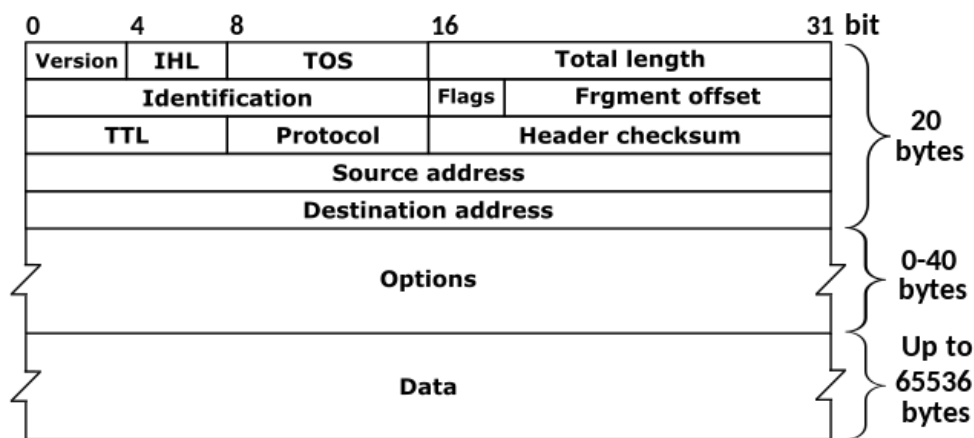 0 4 8 16 31 bit
Version IHL TOS Total length
Identification Flags Frgment offset
TTL Protocol Header checksum
Source address
Destination address
20
bytes
Options
0-40
bytes
Data
Up to
65536
bytes